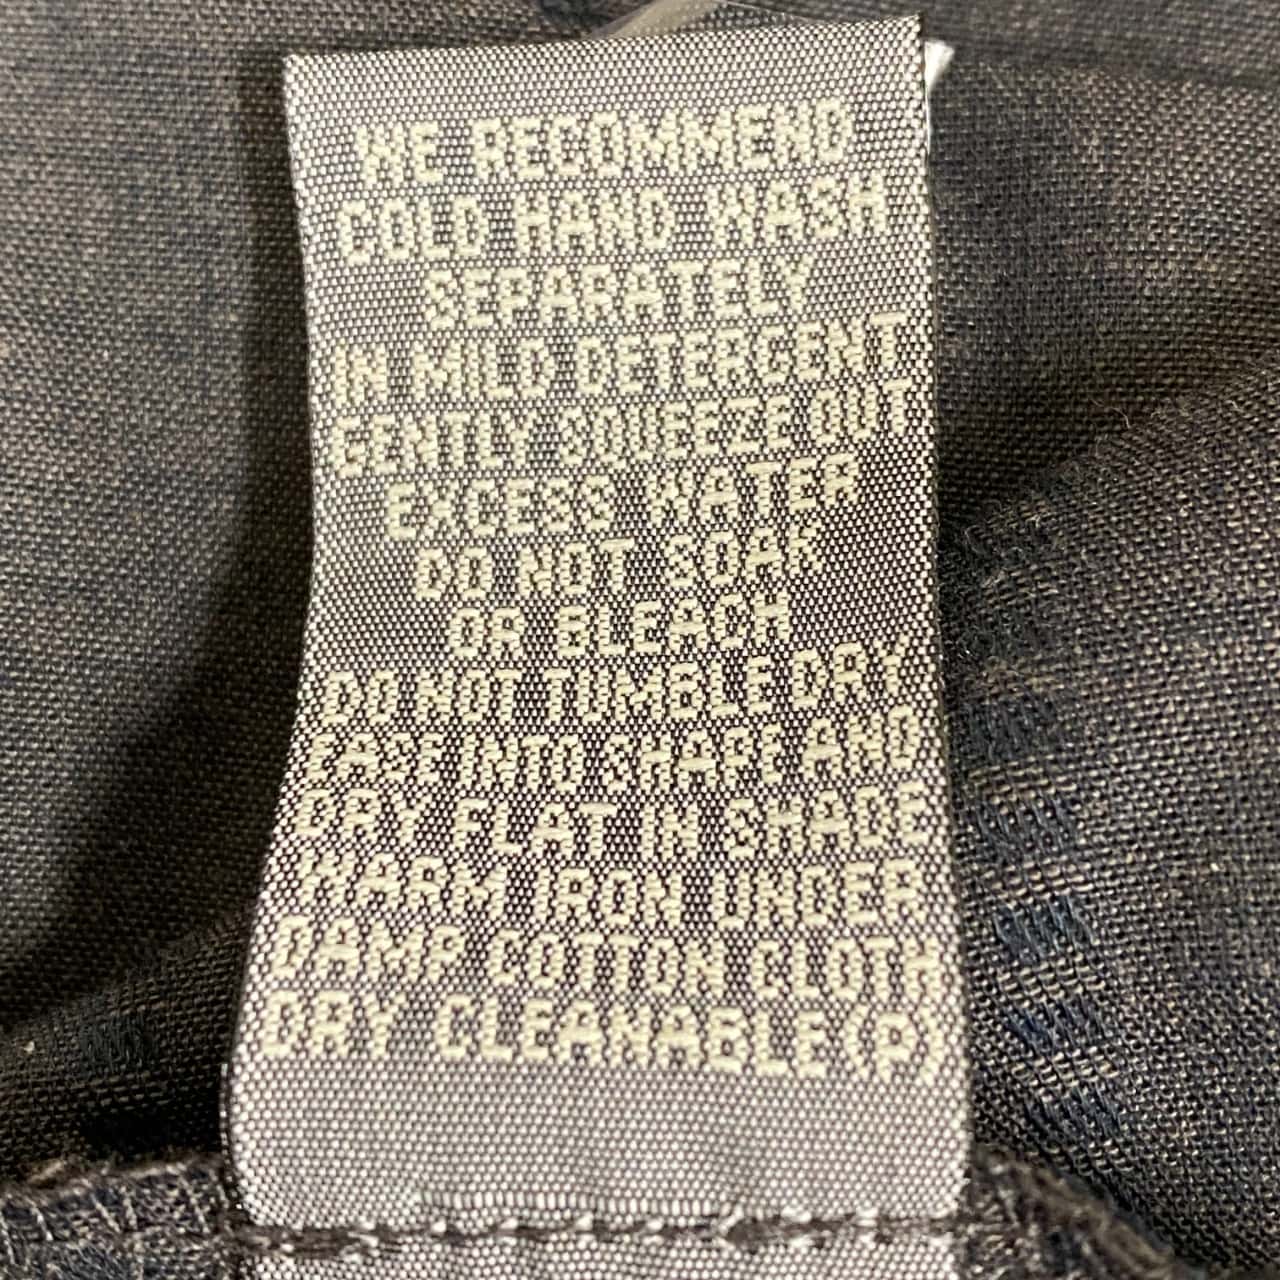 WE RECOMMEND
COLD HAND WASH
SEPARATELY
IN MILD DETERGENT
GENTLY SQUEEZE OUT
EXCESS WATER
DO NOT SOAK
OR BLEACH
DO NOT TUMBLE DRY
EASE INTO SHAPE AND
DRY FLAT IN SHADE
WARM IRON UNDER
DAMP COTTON CLOTH
DRY CLEANABLE(P)